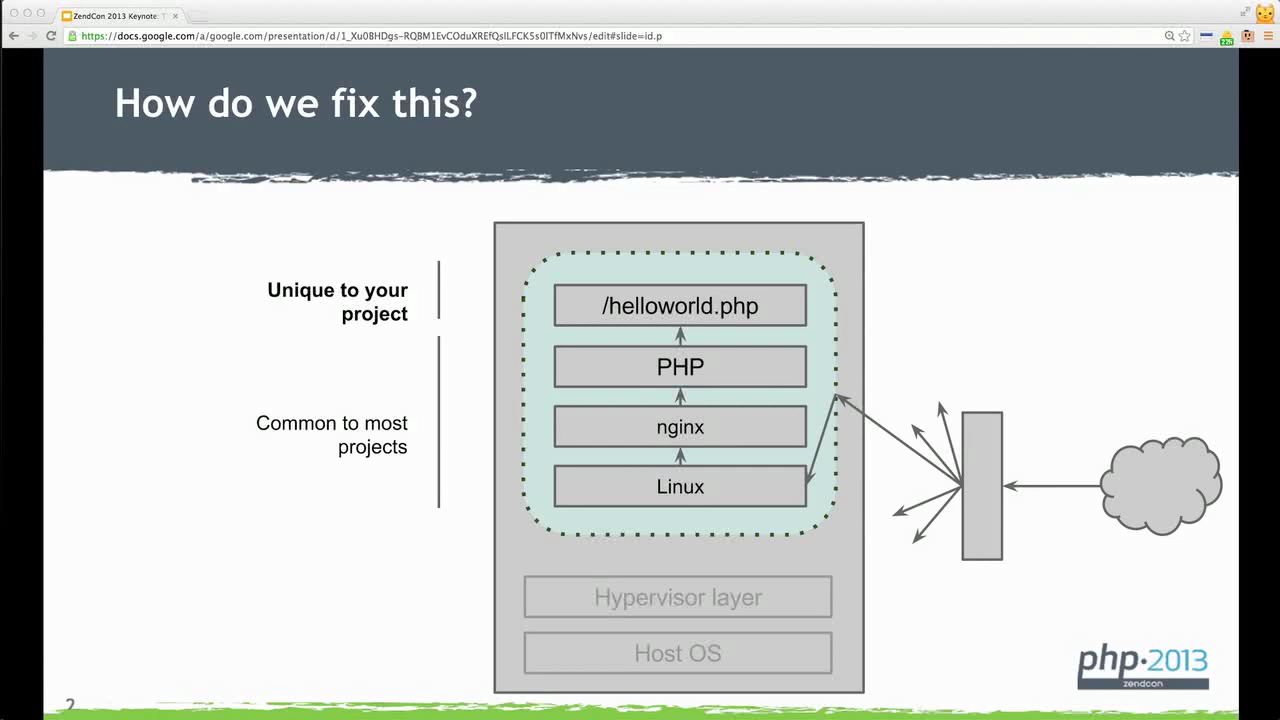 ZendCon 2013 Keynote: T
https://docs.google.com/a/google.com/presentation/d/1_Xu0BHDgs-RQBM1EvCOduXREfQsILFCK5s0ITfMxNvs/edit#slide=id.p
22h
How do we fix this?
Unique to your
project
Common to most
projects
/helloworld.php
PHP
nginx
Linux
Hypervisor layer
Host OS
php·2013
zendcon
2